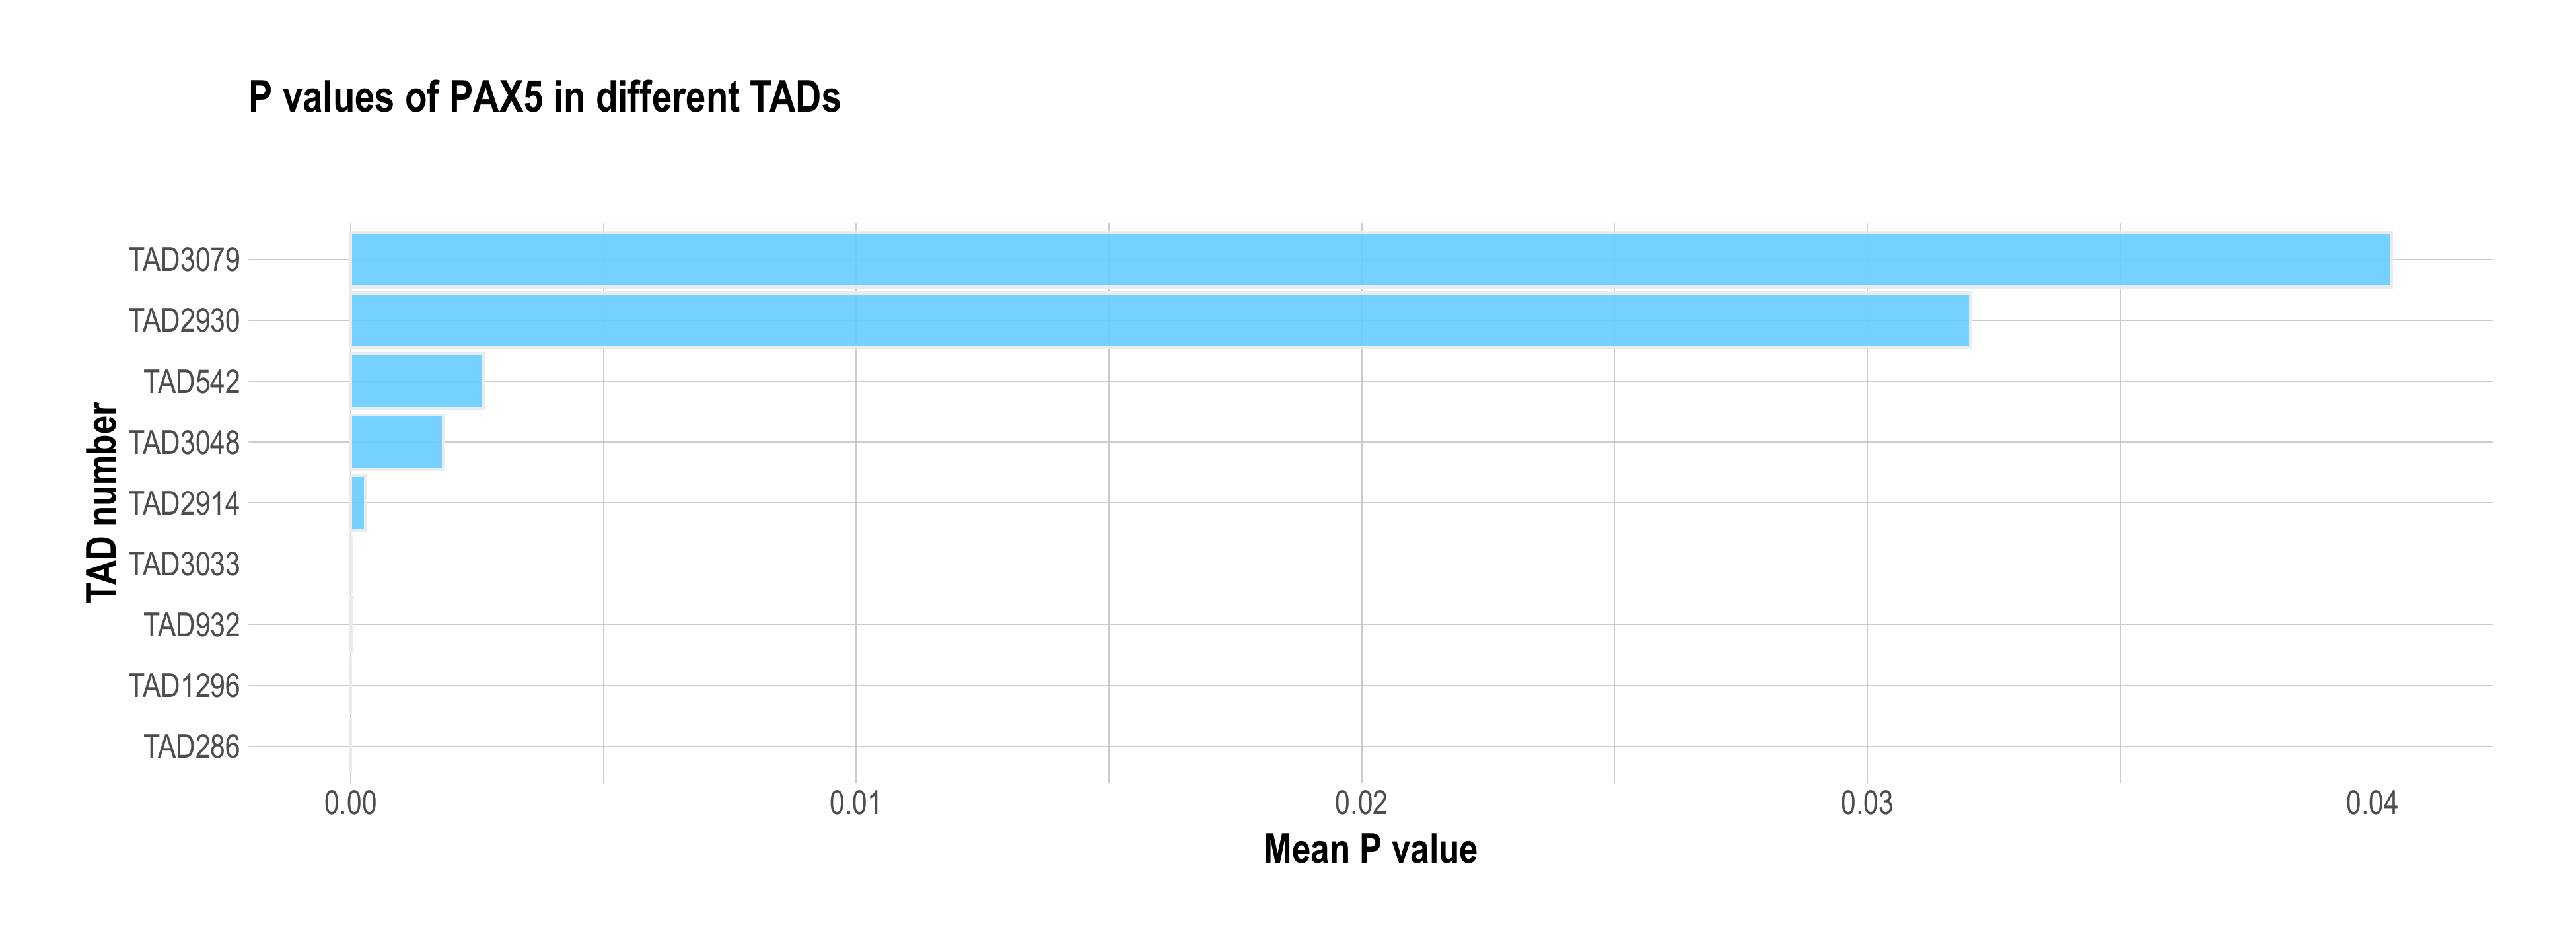 P values of PAX5 in different TADs
TAD number
TAD3079
TAD2930
TAD542
TAD3048
TAD2914
TAD3033
TAD932
TAD1296
TAD286
0.00 0.01 0.02 0.03 0.04
Mean P value